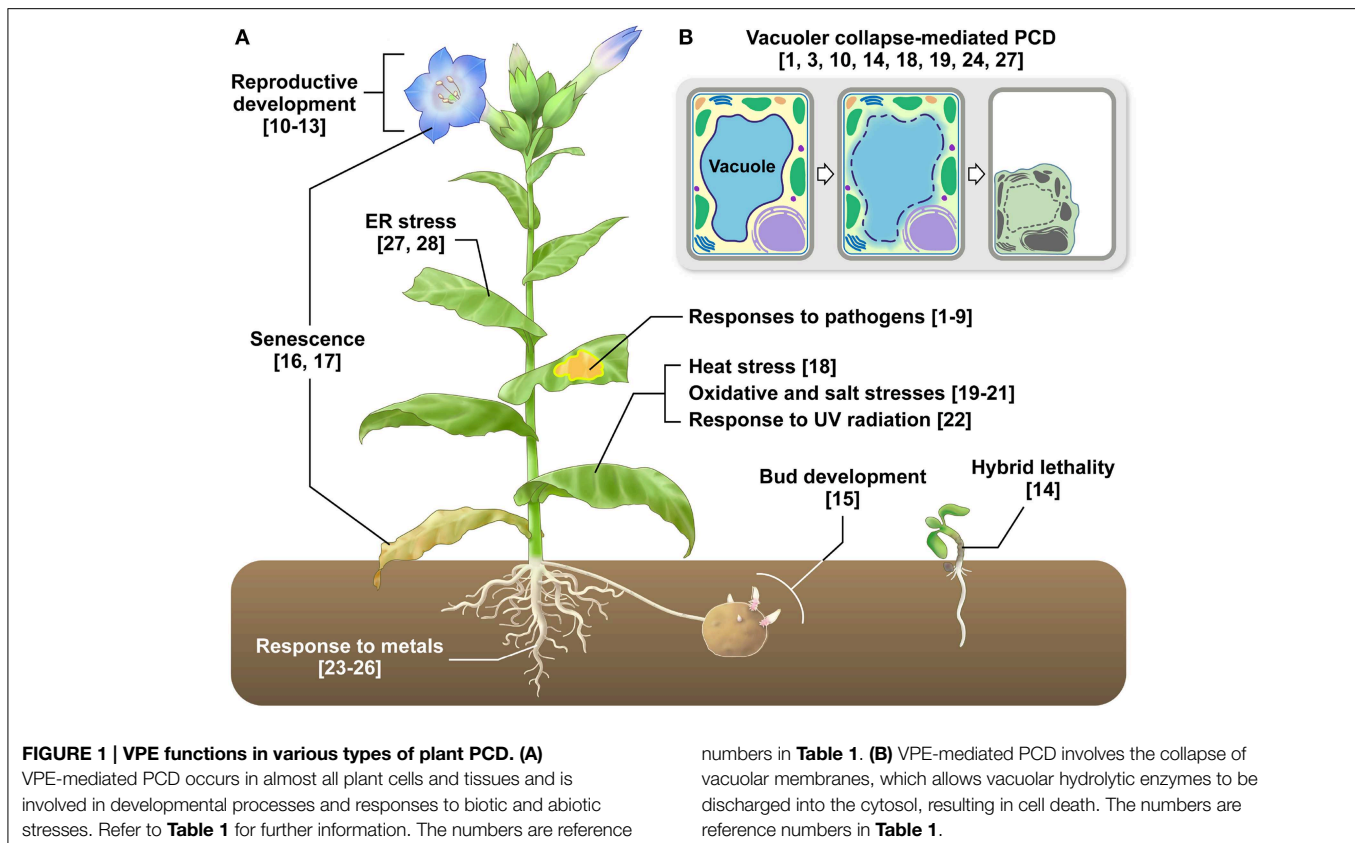 A
Reproductive
development
[10-13]
ER stress
[27, 28]
Senescence
[16, 17]
B
Vacuoler collapse-mediated PCD
[1, 3, 10, 14, 18, 19, 24, 27]
Vacuole
Responses to pathogens [1-9]
Heat stress [18]
Oxidative and salt stresses [19-21]
Response to UV radiation [22]
Bud development
[15]
Hybrid lethality
[14]
Response to metals
[23-26]
FIGURE 1 | VPE functions in various types of plant PCD. (A)
VPE-mediated PCD occurs in almost all plant cells and tissues and is
involved in developmental processes and responses to biotic and abiotic
stresses. Refer to Table 1 for further information. The numbers are reference
numbers in Table 1. (B) VPE-mediated PCD involves the collapse of
vacuolar membranes, which allows vacuolar hydrolytic enzymes to be
discharged into the cytosol, resulting in cell death. The numbers are
reference numbers in Table 1.